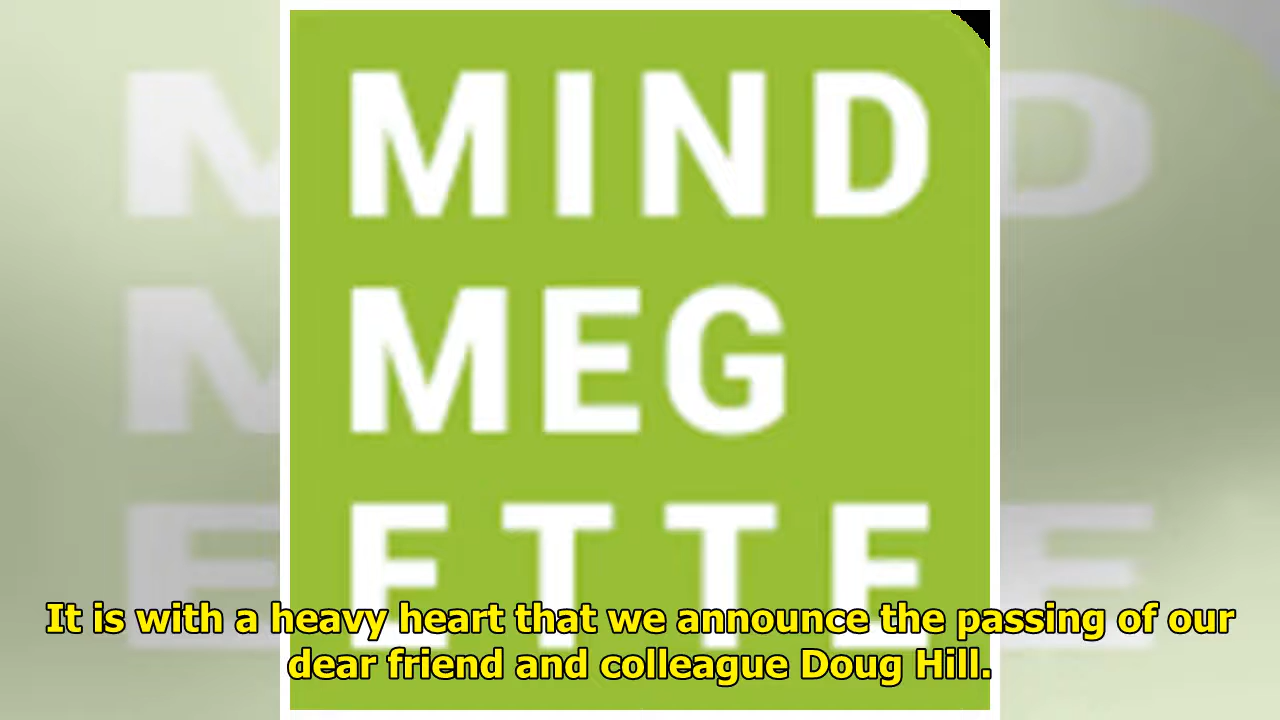 MIND
MEG
ETTE
It is with a heavy heart that we announce the passing of our
dear friend and colleague Doug Hill.